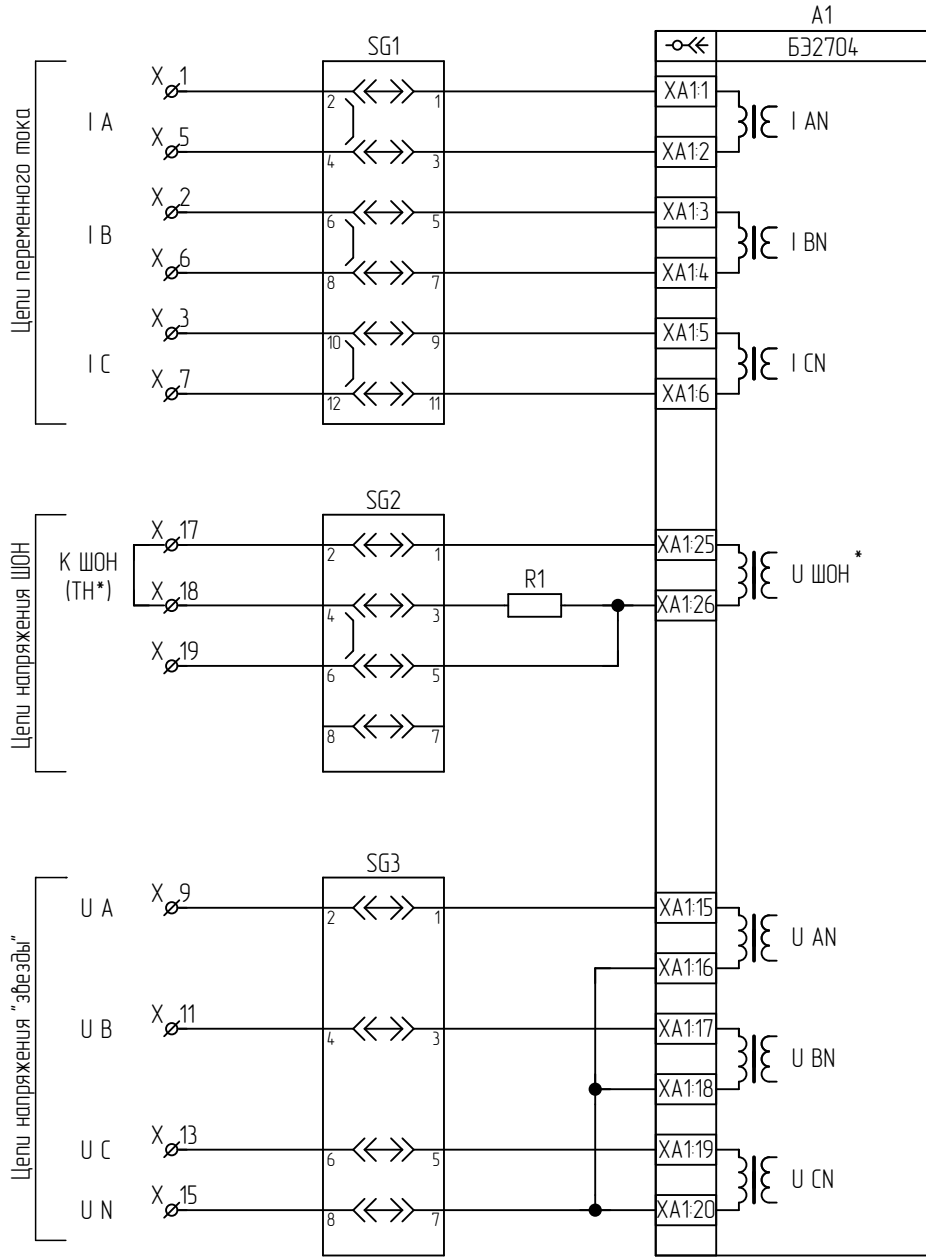 A1
SG1
БЭ2704
Цепи переменного тока
I A
X 1
2
1
XA1:1
I AN
X 5
4
3
XA1:2
I B
X 2
6
5
XA1:3
I BN
X 6
8
7
XA1:4
I C
X 3
10
9
XA1:5
I CN
X 7
12
11
XA1:6
Цепи напряжения ШОН
SG2
К ШОН
(ТН*)
X 17
2
1
XA1:25
U ШОН*
X 18
4
3
R1
XA1:26
X 19
6
5
8
7
Цепи напряжения "звезды"
SG3
U A
X 9
2
1
XA1:15
U AN
XA1:16
U B
X 11
4
3
XA1:17
U BN
XA1:18
U C
X 13
6
5
XA1:19
U CN
U N
X 15
8
7
XA1:20